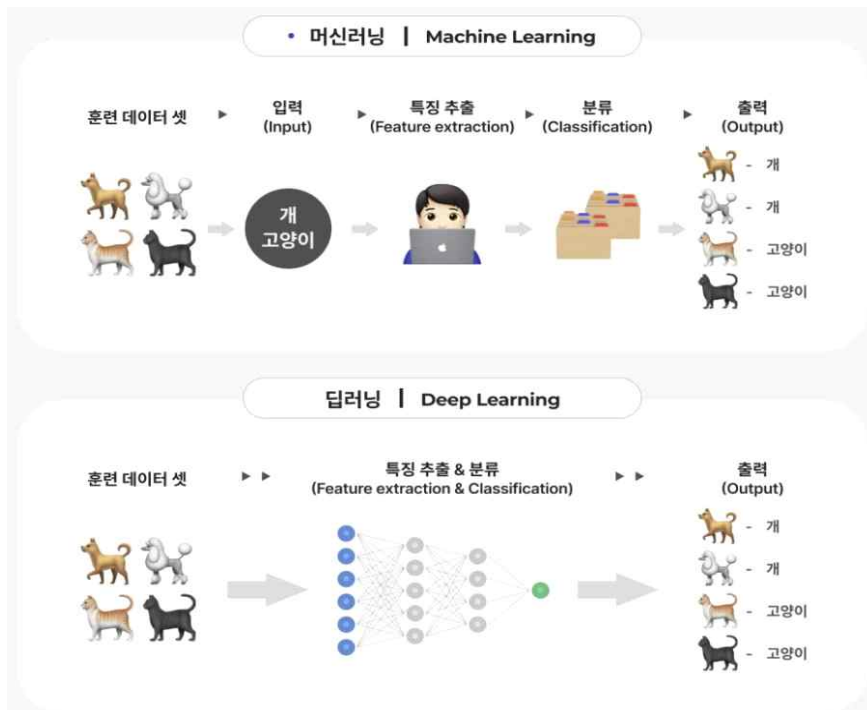 • 머신러닝 | Machine Learning
훈련 데이터 셋 ▶ 입력 ▶ 특징 추출 ▶ 분류 ▶ 출력
(Input) (Feature extraction) (Classification) (Output)
- 개
개
고양이
- 개
- 고양이
- 고양이
딥러닝 | Deep Learning
훈련 데이터 셋 ▶ ▶ 특징 추출 & 분류 ▶ ▶ 출력
(Feature extraction & Classification) (Output)
- 개
- 개
- 고양이
- 고양이